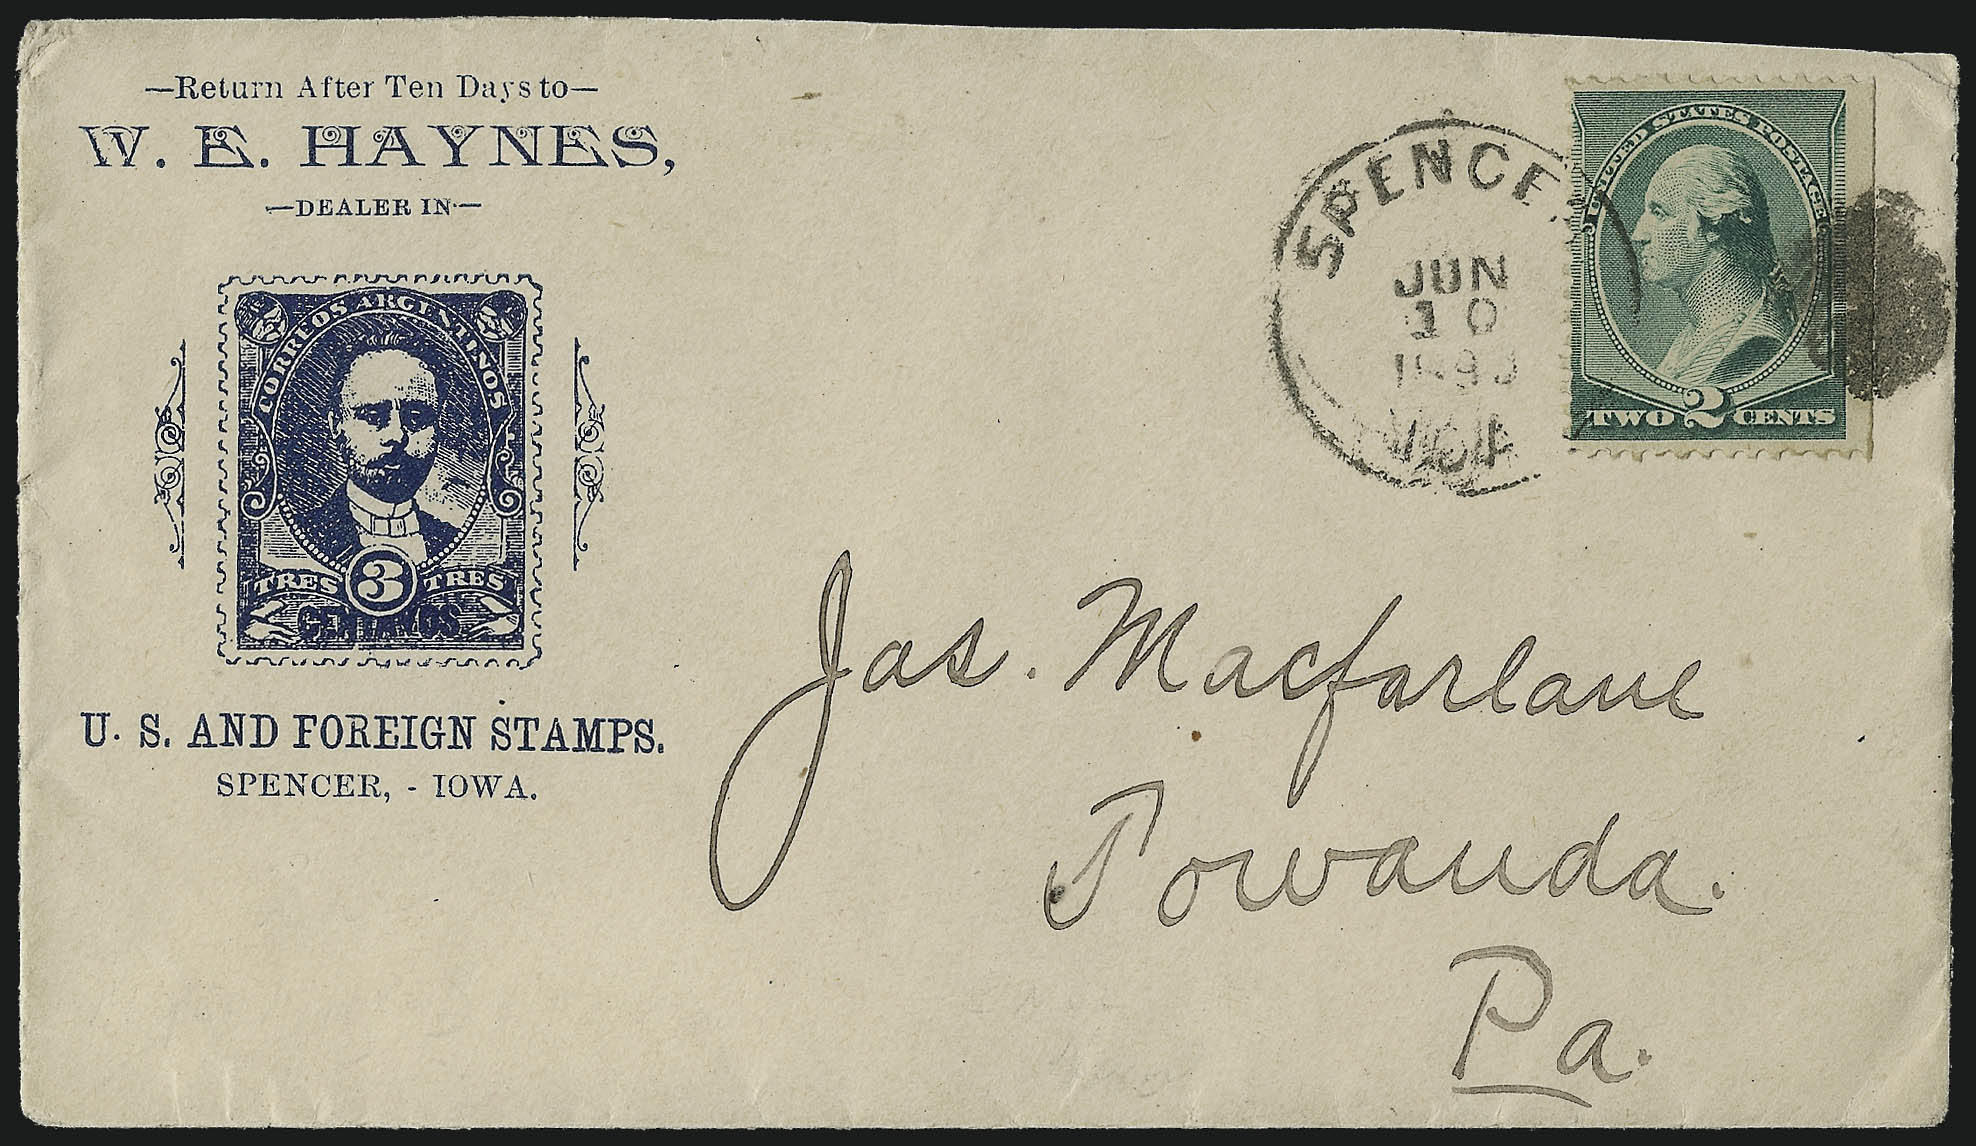 —Return After Ten Days to—
W. E. HAYNES,
—DEALER IN—
CORREOS ARGENTINOS
TRES 3 TRES
CENTAVOS
U. S. AND FOREIGN STAMPS.
SPENCER, - IOWA.
SPENCE
JUN
10
UNITED STATES POSTAGE
TWO 2 CENTS
Jas. Macfarlane
Towanda.
Pa.